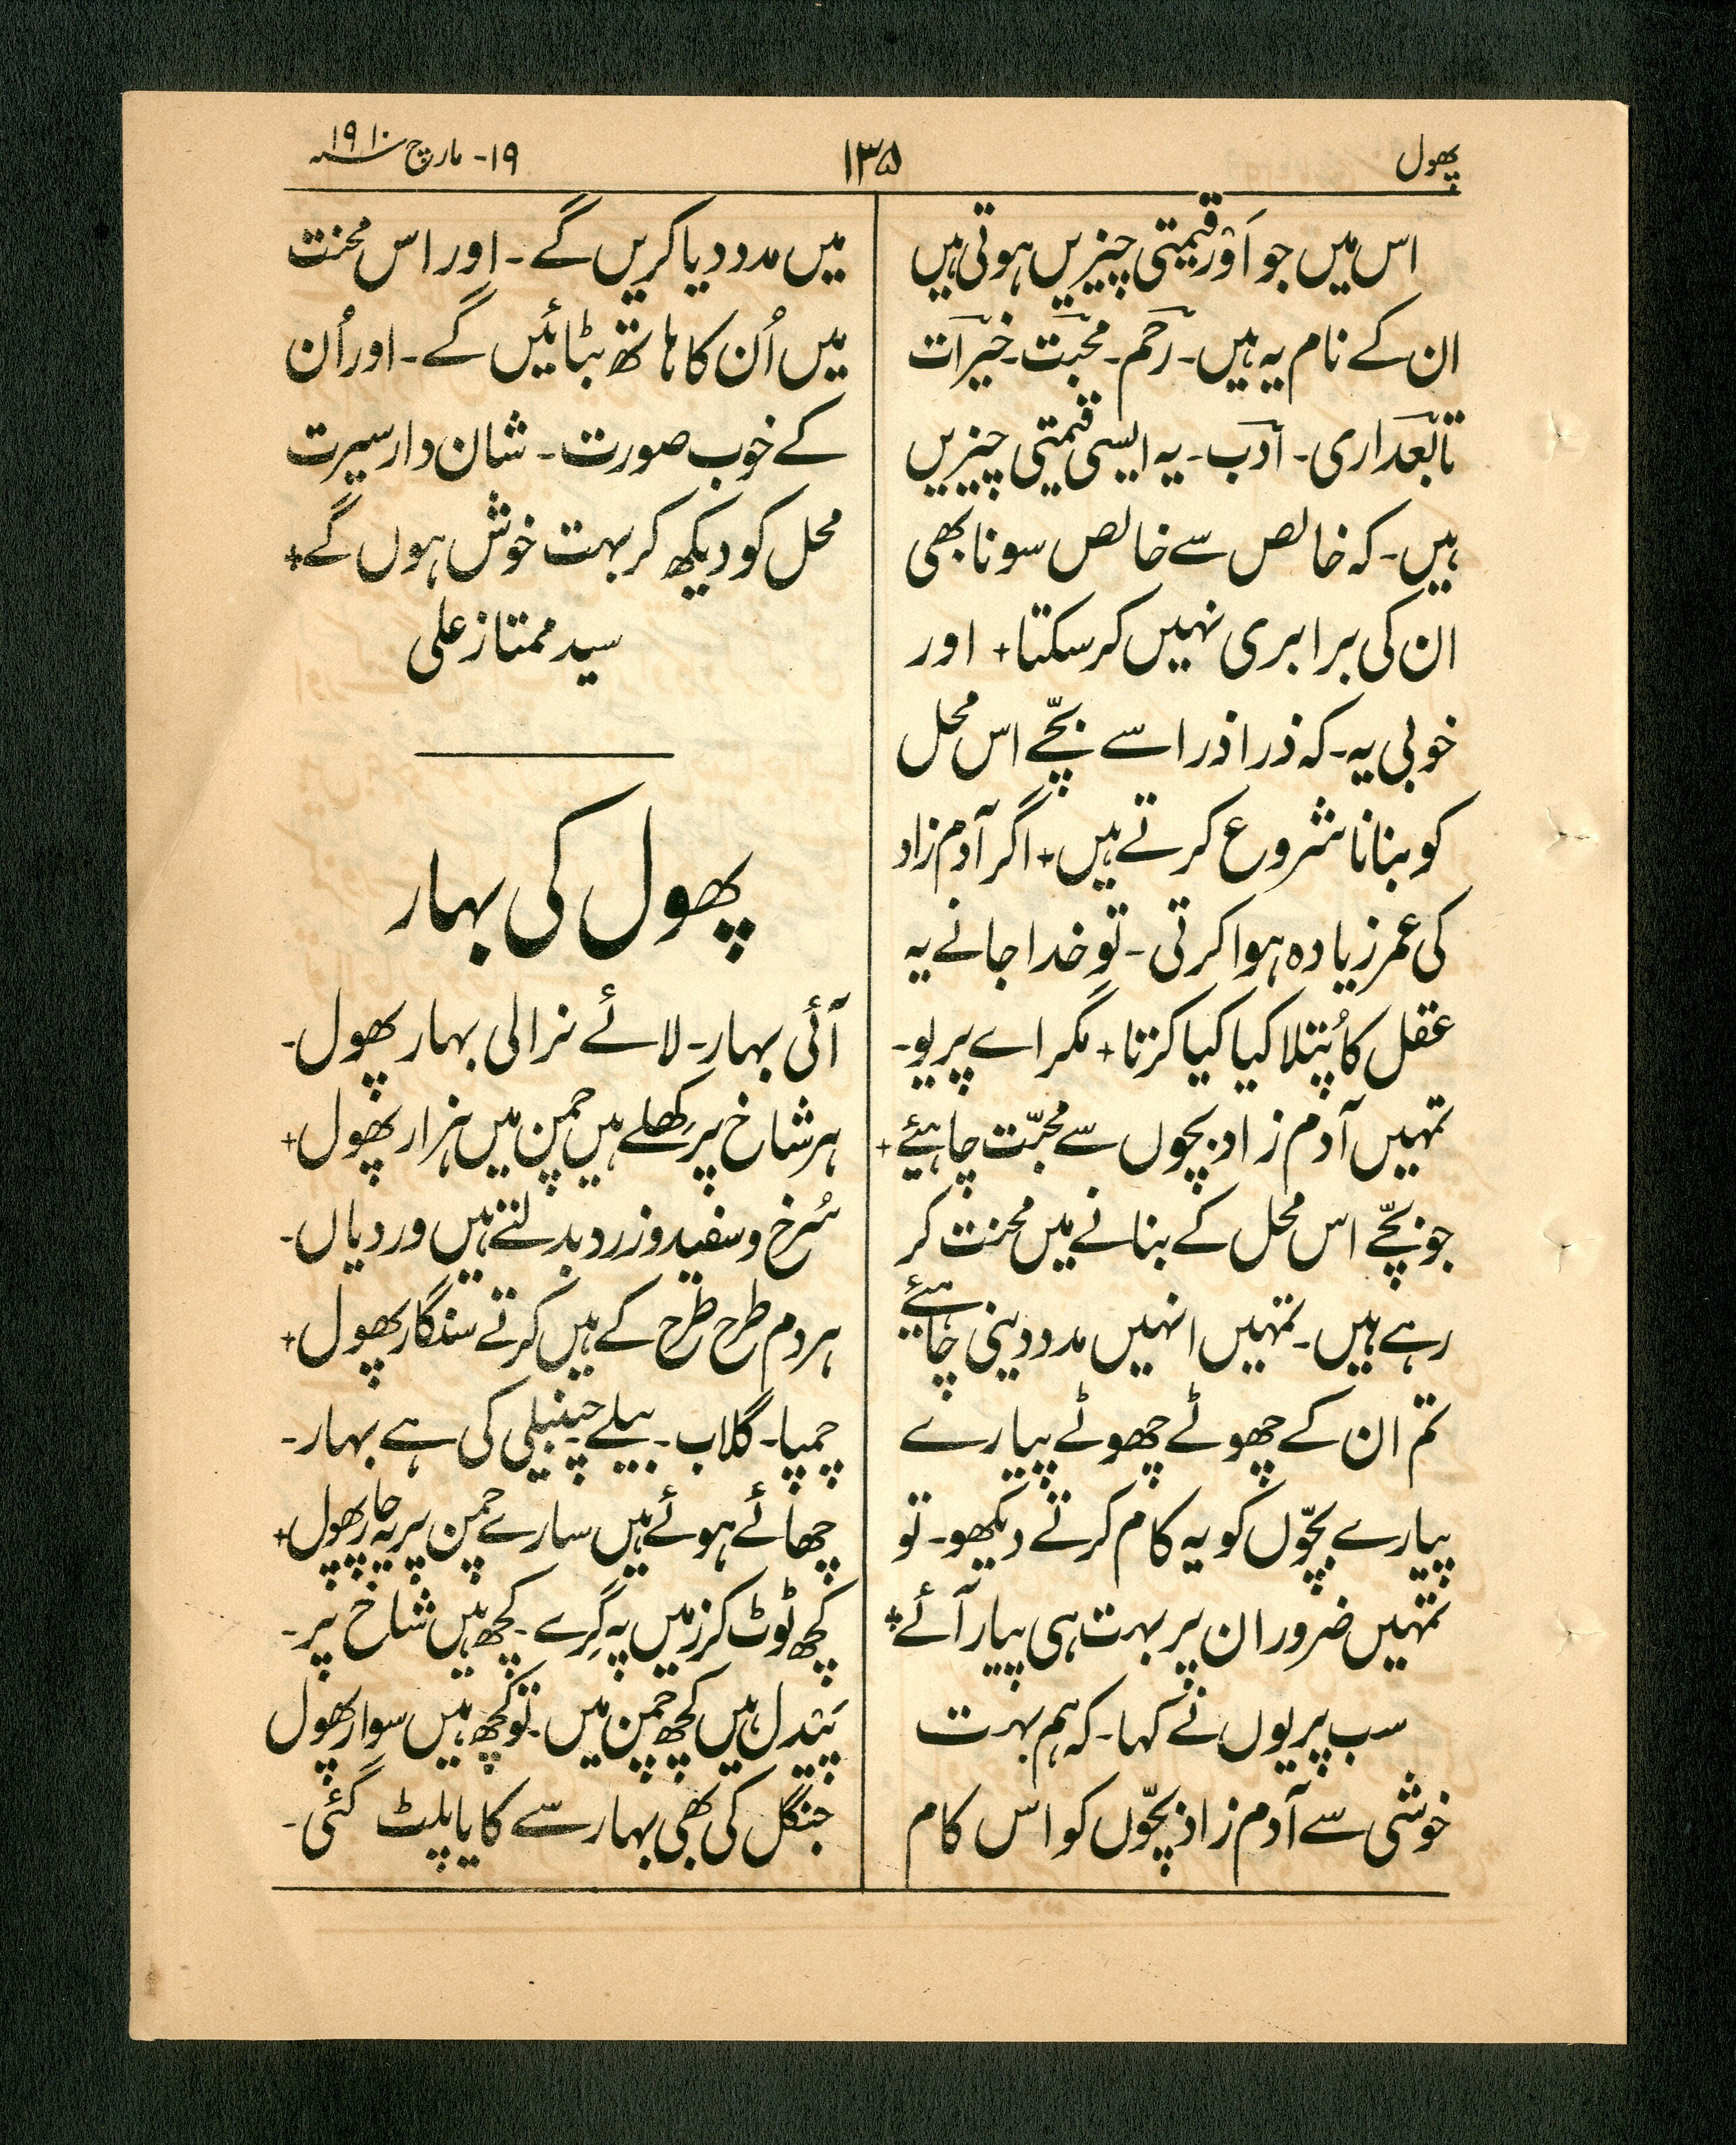 پھول
۱۳۵
۱۹- مارچ سنہ ۱۹۱۰
اس میں جو اَوْر قیمتی چیزیں ہوتی ہیں
ان کے نام یہ ہیں۔ رحم۔ محبت۔ خیرات
تابعداری۔ ادب۔ یہ ایسی قیمتی چیزیں
ہیں۔ کہ خالص سے خالص سونا بھی
ان کی برابری نہیں کر سکتا + اور
خوبی یہ۔ کہ ذرا ذرا سے بچّے اس محل
کو بنانا شروع کرتے ہیں + اگر آدم زاد
کی عمر زیادہ ہوا کرتی۔ تو خدا جانے یہ
عقل کا پُتلا کیا کیا کرتا + مگر اے پریو۔
تمہیں آدم زاد بچوں سے محبّت چاہیئے +
جو بچّے اس محل کے بنانے میں محنت کر
رہے ہیں۔ تمہیں انہیں مدد دینی چاہیئے
تم ان کے چھوٹے چھوٹے پیارے
پیارے بچّوں کو یہ کام کرتے دیکھو۔ تو
تمہیں ضرور ان پر بہت ہی پیار آئے +
سب پریوں نے کہا۔ کہ ہم بہت
خوشی سے آدم زاد بچّوں کو اس کام
میں مدد دیا کریں گے۔ اور اس محنت
میں اُن کا ہاتھ بٹائیں گے۔ اور اُن
کے خوب صورت۔ شان دار سیرت
محل کو دیکھ کر بہت خوش ہوں گے +
سید ممتاز علی
پھول کی بہار
آئی بہار۔ لائے نرالی بہار پھول۔
ہر شاخ پر کِھلے ہیں چمن میں ہزار پھول +
سُرخ و سفید و زرد بدلتے ہیں وردیاں۔
ہر دم طرح طرح کے ہیں کرتے سنگار پھول +
چمپا۔ گلاب۔ بیلے چنبیلی کی ہے بہار۔
چھائے ہوئے ہیں سارے چمن پر یہ چار پھول +
کچھ ٹوٹ کر زمیں پہ گِرے۔ کچھ ہیں شاخ پر۔
پَیدل ہیں کچھ چمن میں۔ تو کچھ ہیں سوار پھول
جنگل کی بھی بہار سے کایا پلٹ گئی۔